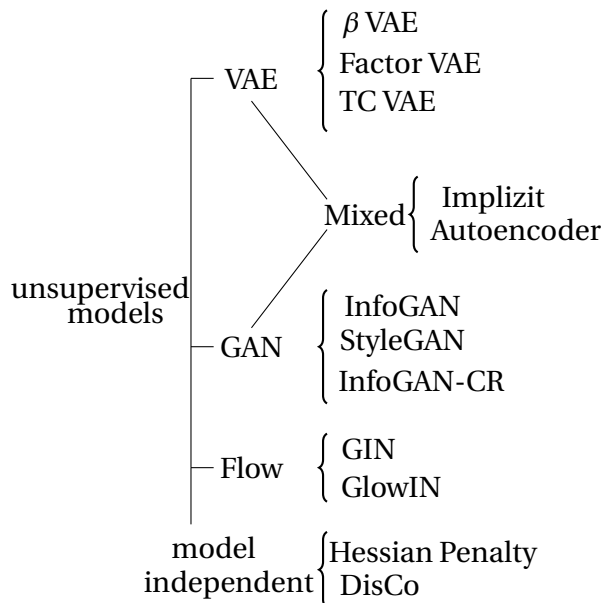 β VAE
VAE
Factor VAE
TC VAE
Mixed
Implizit
Autoencoder
unsupervised
models
InfoGAN
GAN
StyleGAN
InfoGAN-CR
Flow
GIN
GlowIN
model
independent
Hessian Penalty
DisCo